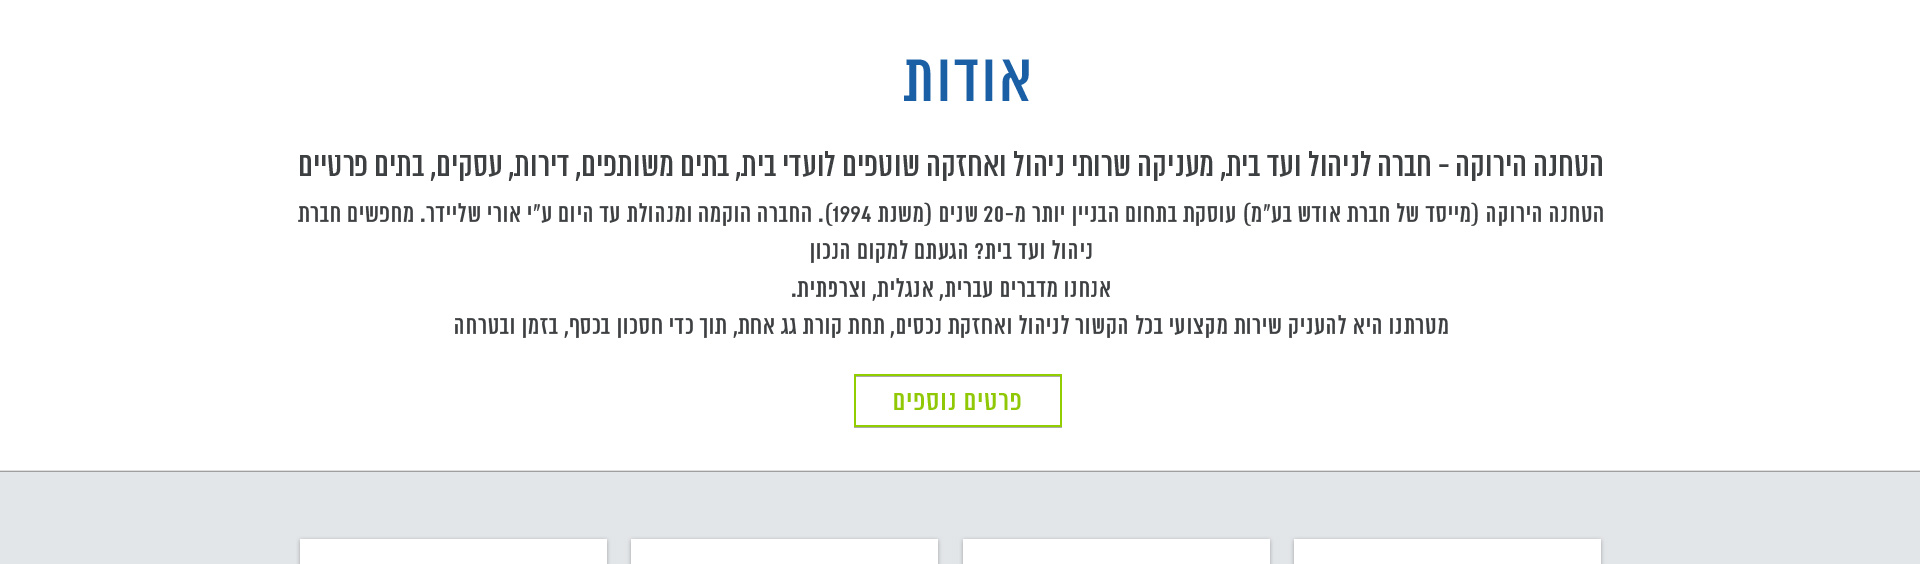 אודות
הטחנה הירוקה - חברה לניהול ועד בית, מעניקה שרותי ניהול ואחזקה שוטפים לועדי בית, בתים משותפים, דירות, עסקים, בתים פרטיים
הטחנה הירוקה (מייסד של חברת אודש בע"מ) עוסקת בתחום הבניין יותר מ-20 שנים (משנת 1994). החברה הוקמה ומנהולת עד היום ע"י אורי שליידר. מחפשים חברת
ניהול ועד בית? הגעתם למקום הנכון
אנחנו מדברים עברית, אנגלית, וצרפתית.
מטרתנו היא להעניק שירות מקצועי בכל הקשור לניהול ואחזקת נכסים, תחת קורת גג אחת, תוך כדי חסכון בכסף, בזמן ובטרחה
פרטים נוספים